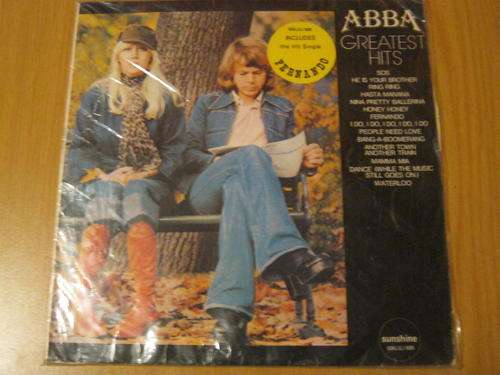 ABBA
GREATEST
HITS
INCLUDES
the Hit Single
FERNANDO
SOS
HE IS YOUR BROTHER
RING RING
HASTA MANANA
NINA PRETTY BALLERINA
HONEY HONEY
FERNANDO
I DO, I DO, I DO, I DO, I DO
PEOPLE NEED LOVE
BANG-A-BOOMERANG
ANOTHER TOWN
ANOTHER TRAIN
MAMMA MIA
DANCE (WHILE THE MUSIC
STILL GOES ON)
WATERLOO
sunshine